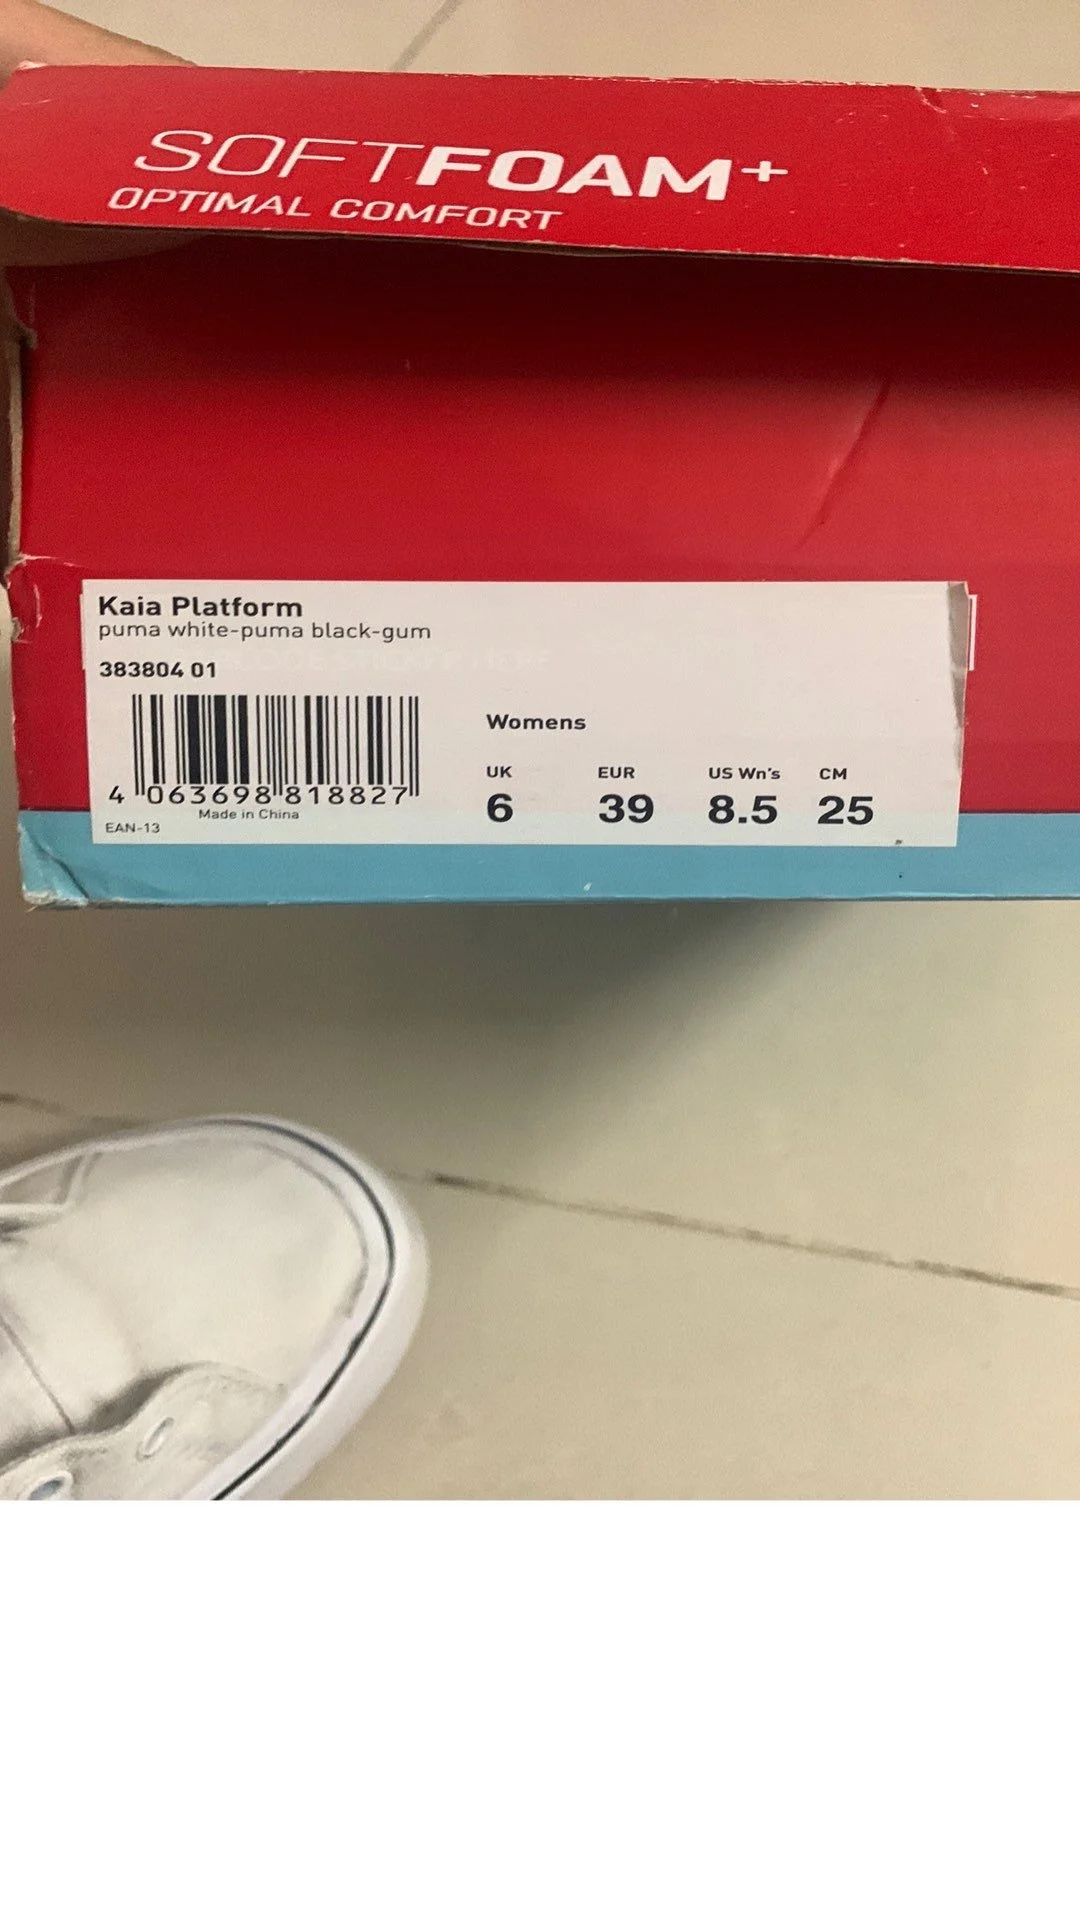 SOFTFOAM+
OPTIMAL COMFORT
Kaia Platform
puma white-puma black-gum
383804 01
Womens
UK EUR US Wn's CM
6 39 8.5 25
4 063698 818827
Made in China
EAN-13